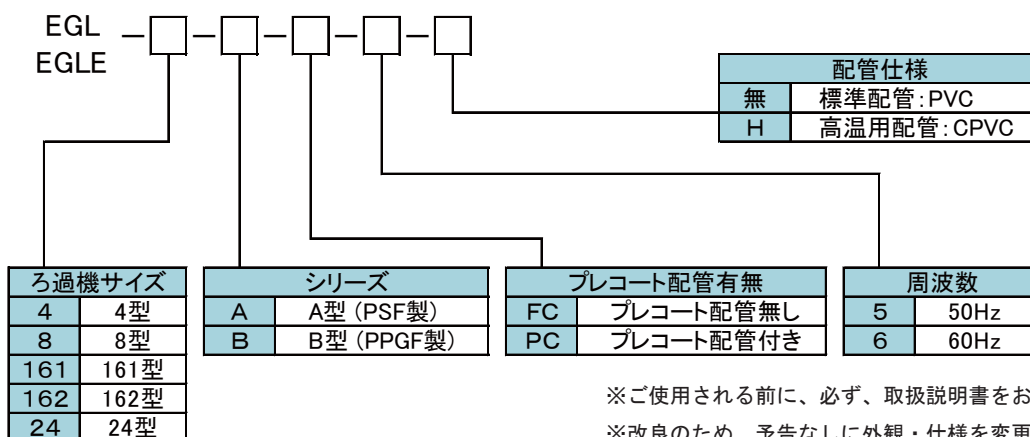 EGL
EGLE
－ － － － －
配管仕様
無 標準配管:PVC
H 高温用配管:CPVC
ろ過機サイズ
4 4型
8 8型
161 161型
162 162型
24 24型
シリーズ
A A型 (PSF製)
B B型 (PPGF製)
プレコート配管有無
FC プレコート配管無し
PC プレコート配管付き
周波数
5 50Hz
6 60Hz
※ご使用される前に、必ず、取扱説明書をお
※改良のため、予告なしに外観・仕様を変更